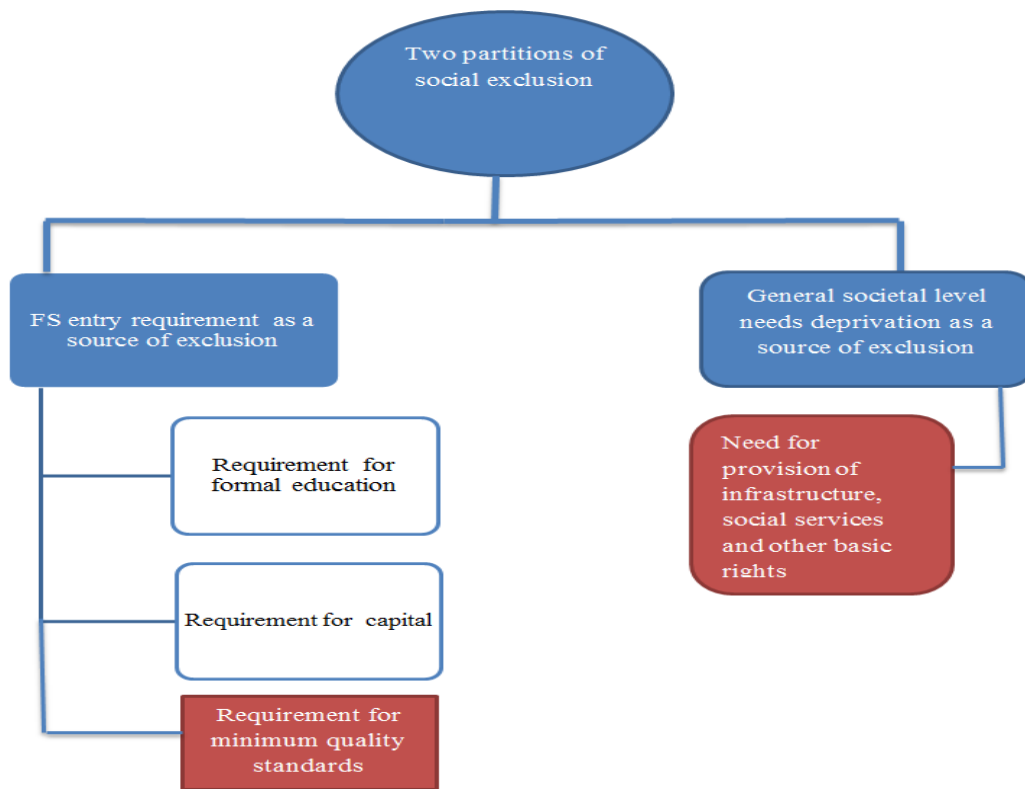 Two partitions of
social exclusion
FS entry requirement as a
source of exclusion
General societal level
needs deprivation as a
source of exclusion
Requirement for
formal education
Requirement for capital
Requirement for
minimum quality
standards
Need for
provision of
infrastructure,
social services
and other basic
rights